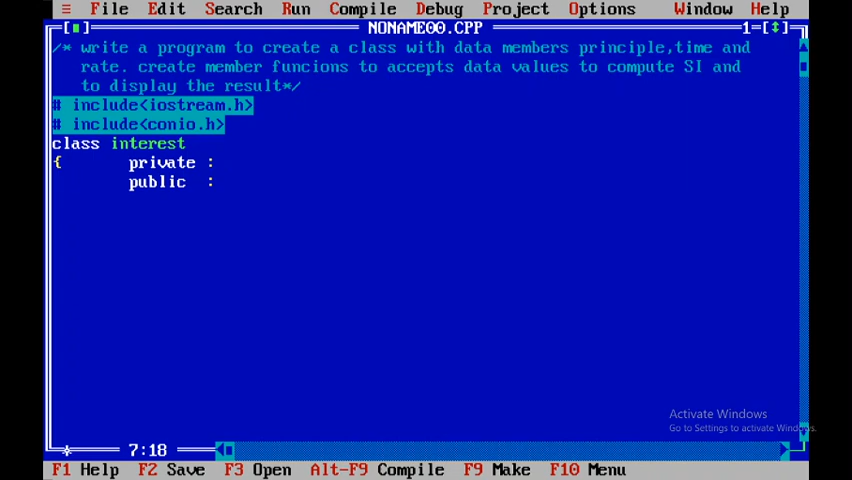 ≡ File Edit Search Run Compile Debug Project Options Window Help
[■] NONAME00.CPP 1=[↕]
/* write a program to create a class with data members principle,time and
rate. create member funcions to accepts data values to compute SI and
to display the result*/
# include<iostream.h>
# include<conio.h>
class interest
{ private :
public :
Activate Windows
Go to Settings to activate Windows.
* 7:18
F1 Help F2 Save F3 Open Alt-F9 Compile F9 Make F10 Menu